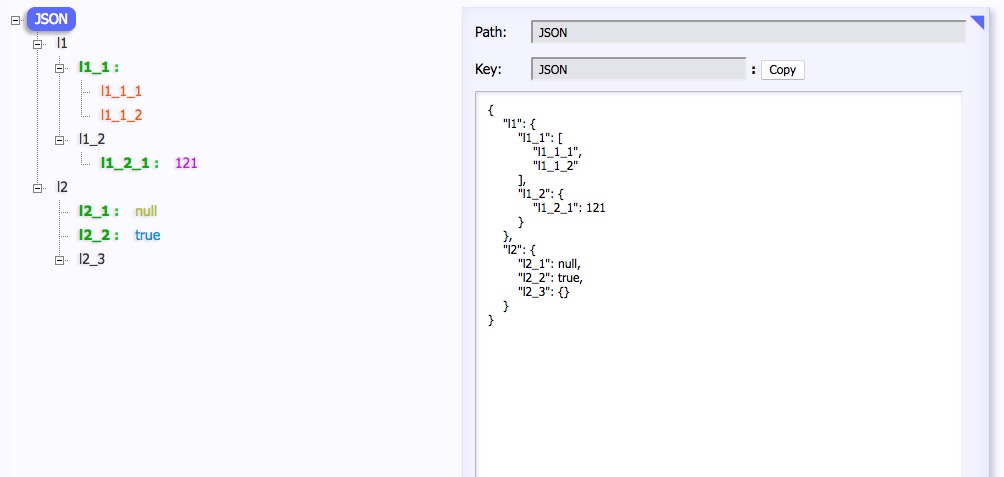 JSON
l1
l1_1 :
l1_1_1
l1_1_2
l1_2
l1_2_1 : 121
l2
l2_1 : null
l2_2 : true
l2_3
Path: JSON
Key: JSON : Copy
{
"l1": {
"l1_1": [
"l1_1_1",
"l1_1_2"
],
"l1_2": {
"l1_2_1": 121
}
},
"l2": {
"l2_1": null,
"l2_2": true,
"l2_3": {}
}
}